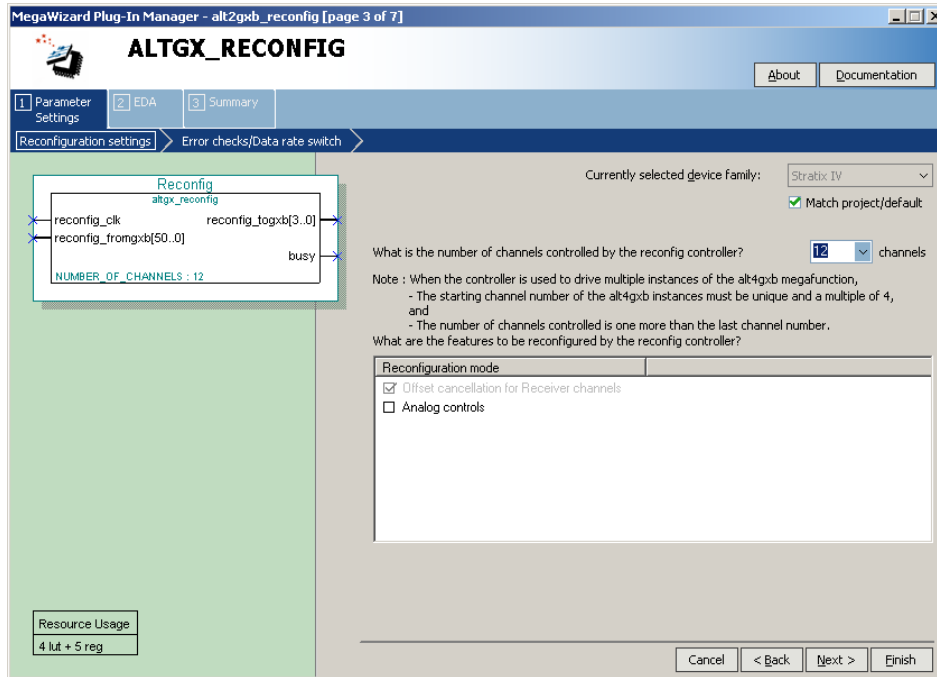 MegaWizard Plug-In Manager - alt2gxb_reconfig [page 3 of 7]
ALTGX_RECONFIG
About
Documentation
1 Parameter Settings
2 EDA
3 Summary
Reconfiguration settings
Error checks/Data rate switch
Currently selected device family:
Stratix IV
Match project/default
Reconfig
altgx_reconfig
reconfig_clk
reconfig_togxb[3..0]
reconfig_fromgxb[50..0]
busy
NUMBER_OF_CHANNELS : 12
What is the number of channels controlled by the reconfig controller?
12
channels
Note : When the controller is used to drive multiple instances of the alt4gxb megafunction,
- The starting channel number of the alt4gxb instances must be unique and a multiple of 4,
and
- The number of channels controlled is one more than the last channel number.
What are the features to be reconfigured by the reconfig controller?
Reconfiguration mode
Offset cancellation for Receiver channels
Analog controls
Resource Usage
4 lut + 5 reg
Cancel
< Back
Next >
Finish